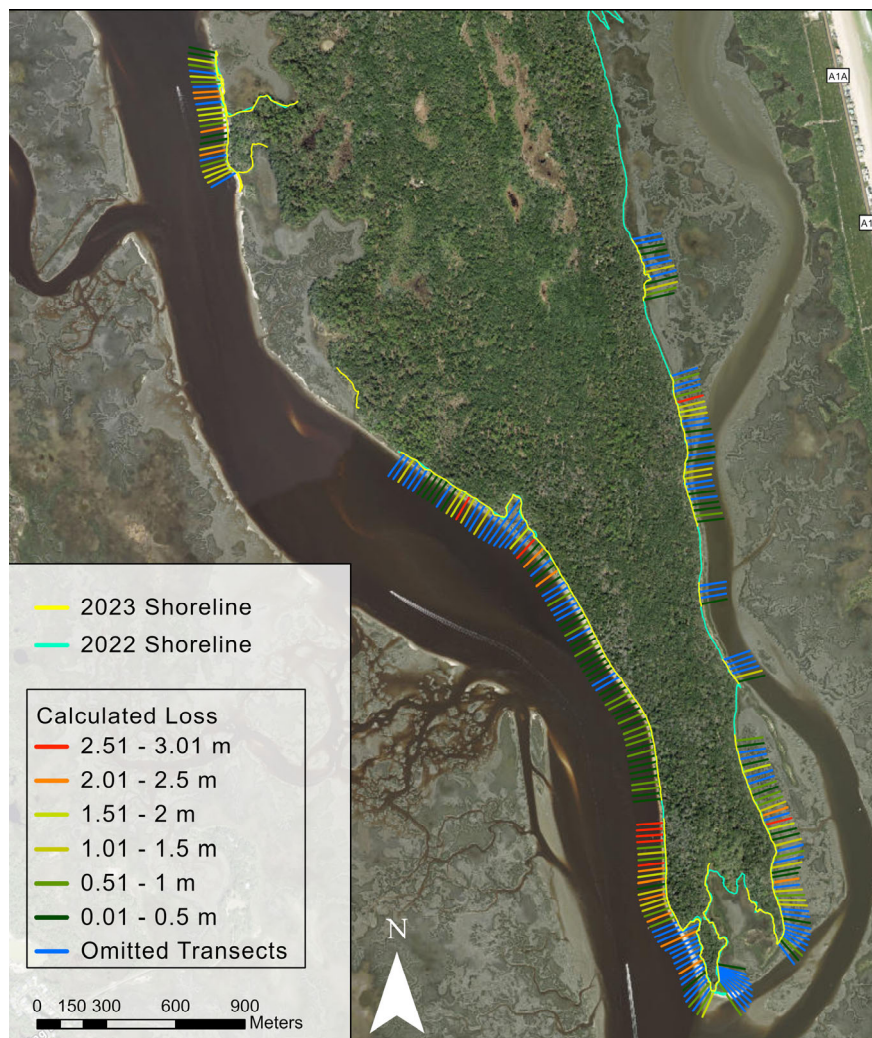 A1A
A1
2023 Shoreline
2022 Shoreline
Calculated Loss
2.51 - 3.01 m
2.01 - 2.5 m
1.51 - 2 m
1.01 - 1.5 m
0.51 - 1 m
0.01 - 0.5 m
Omitted Transects
N
0 150 300 600 900
Meters